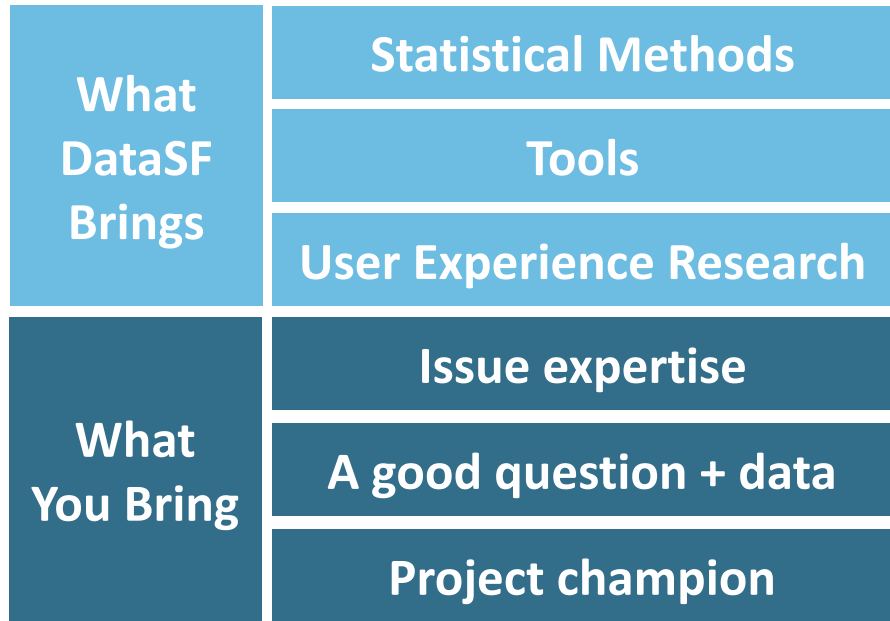 What
DataSF
Brings
Statistical Methods
Tools
User Experience Research
What
You Bring
Issue expertise
A good question + data
Project champion